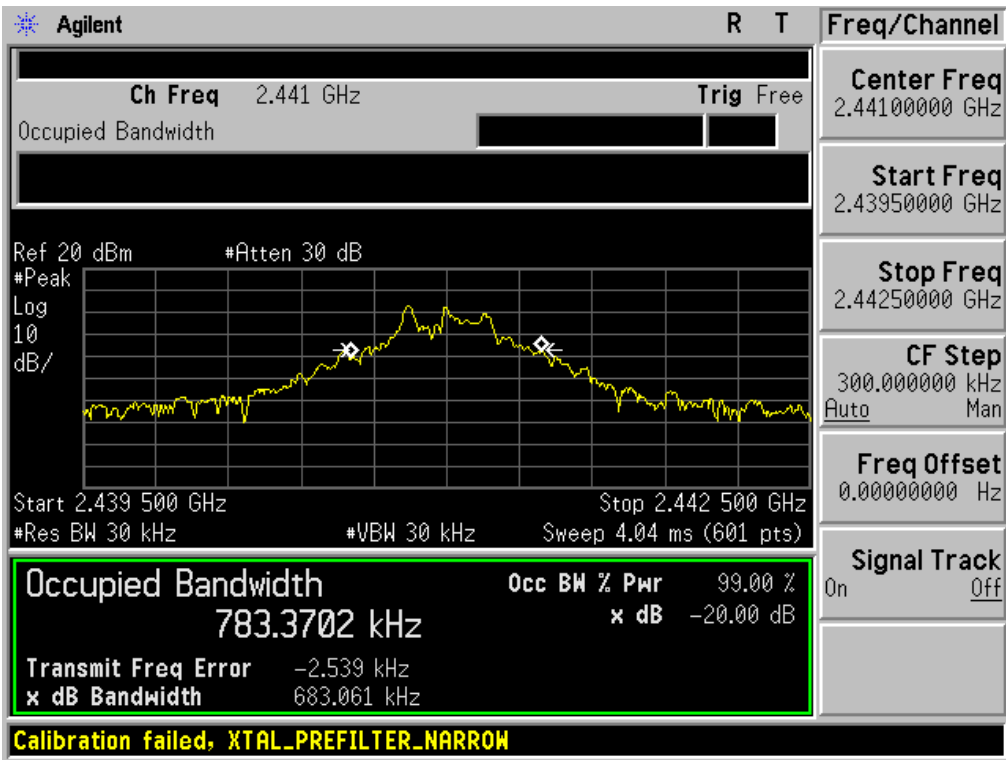 Agilent R T
Freq/Channel
Ch Freq 2.441 GHz Trig Free
Occupied Bandwidth
Center Freq
2.44100000 GHz
Start Freq
2.43950000 GHz
Stop Freq
2.44250000 GHz
CF Step
300.000000 kHz
Auto Man
Freq Offset
0.00000000 Hz
Signal Track
On Off
Ref 20 dBm #Atten 30 dB
#Peak
Log
10
dB/
Start 2.439 500 GHz Stop 2.442 500 GHz
#Res BW 30 kHz #VBW 30 kHz Sweep 4.04 ms (601 pts)
Occupied Bandwidth Occ BW % Pwr 99.00 %
783.3702 kHz x dB -20.00 dB
Transmit Freq Error -2.539 kHz
x dB Bandwidth 683.061 kHz
Calibration failed, XTAL_PREFILTER_NARROW